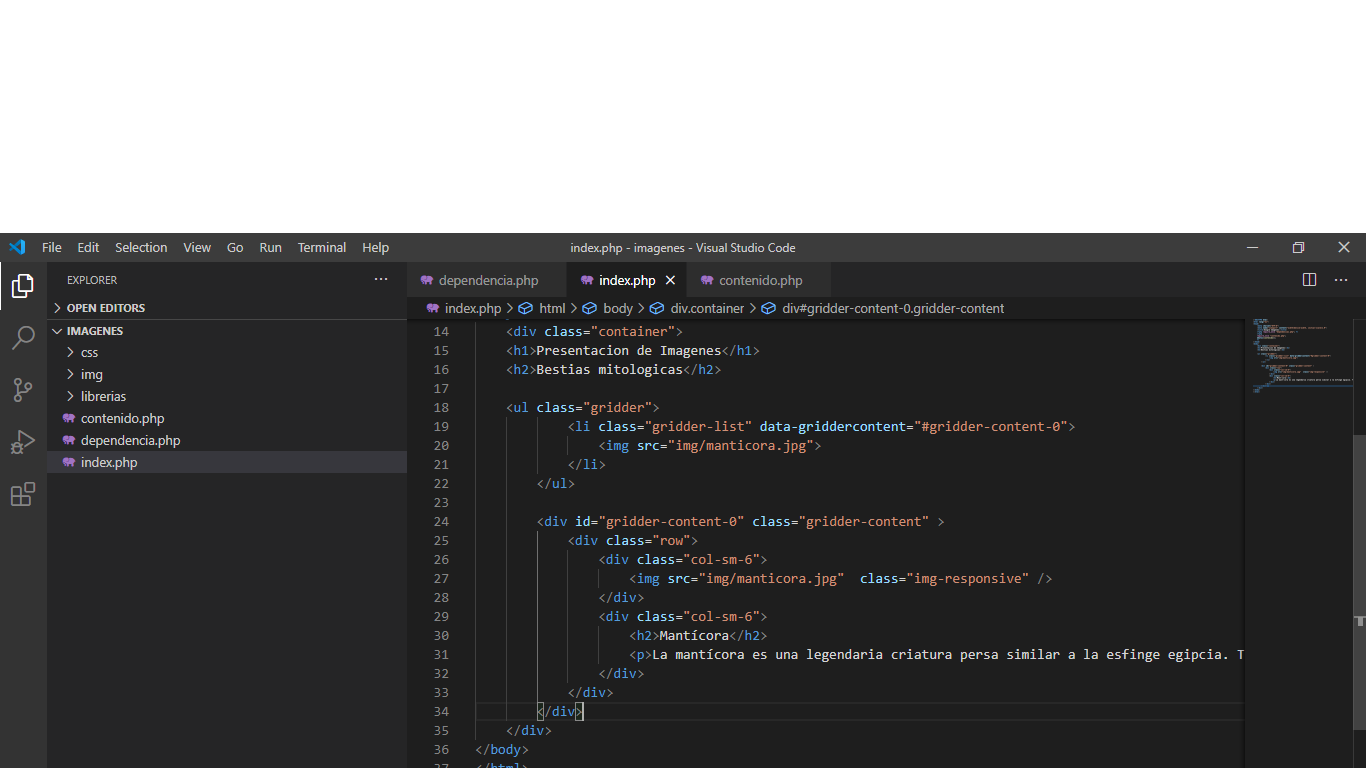 File Edit Selection View Go Run Terminal Help index.php - imagenes - Visual Studio Code
EXPLORER
OPEN EDITORS
IMAGENES
css
img
librerias
contenido.php
dependencia.php
index.php
dependencia.php index.php contenido.php
index.php > html > body > div.container > div#gridder-content-0.gridder-content
14 <div class="container">
15 <h1>Presentacion de Imagenes</h1>
16 <h2>Bestias mitologicas</h2>
17
18 <ul class="gridder">
19 <li class="gridder-list" data-griddercontent="#gridder-content-0">
20 <img src="img/manticora.jpg">
21 </li>
22 </ul>
23
24 <div id="gridder-content-0" class="gridder-content" >
25 <div class="row">
26 <div class="col-sm-6">
27 <img src="img/manticora.jpg"  class="img-responsive" />
28 </div>
29 <div class="col-sm-6">
30 <h2>Mantícora</h2>
31 <p>La mantícora es una legendaria criatura persa similar a la esfinge egipcia. T
32 </div>
33 </div>
34 </div>
35 </div>
36 </body>
37 </html>